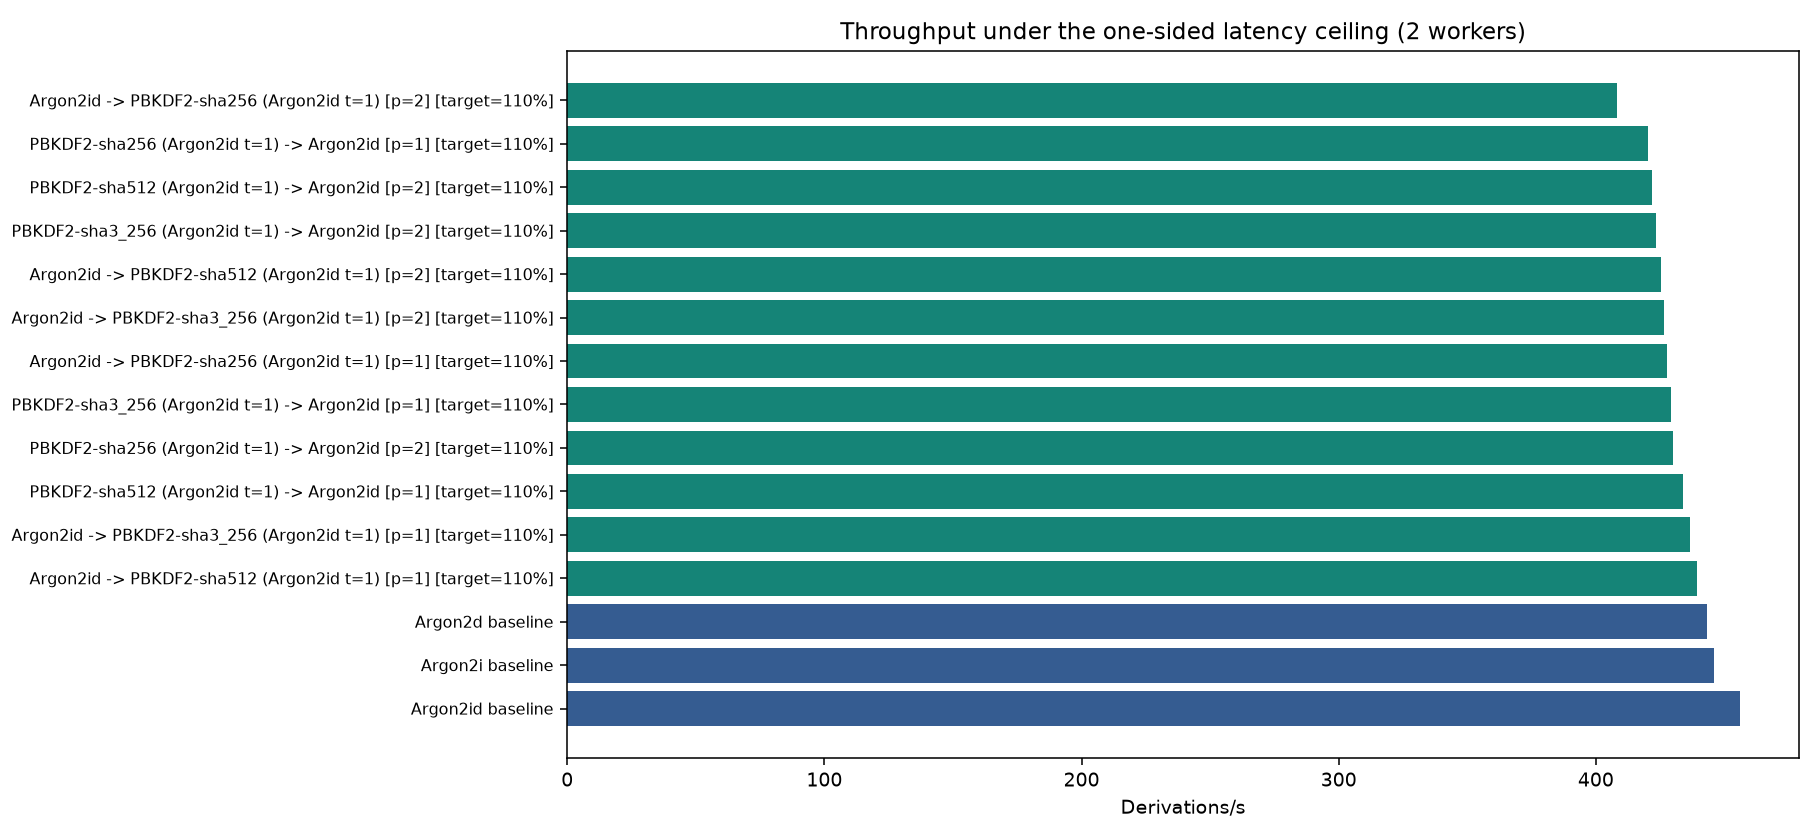 Throughput under the one-sided latency ceiling (2 workers)
Argon2id -> PBKDF2-sha256 (Argon2id t=1) [p=2] [target=110%]
PBKDF2-sha256 (Argon2id t=1) -> Argon2id [p=1] [target=110%]
PBKDF2-sha512 (Argon2id t=1) -> Argon2id [p=2] [target=110%]
PBKDF2-sha3_256 (Argon2id t=1) -> Argon2id [p=2] [target=110%]
Argon2id -> PBKDF2-sha512 (Argon2id t=1) [p=2] [target=110%]
Argon2id -> PBKDF2-sha3_256 (Argon2id t=1) [p=2] [target=110%]
Argon2id -> PBKDF2-sha256 (Argon2id t=1) [p=1] [target=110%]
PBKDF2-sha3_256 (Argon2id t=1) -> Argon2id [p=1] [target=110%]
PBKDF2-sha256 (Argon2id t=1) -> Argon2id [p=2] [target=110%]
PBKDF2-sha512 (Argon2id t=1) -> Argon2id [p=1] [target=110%]
Argon2id -> PBKDF2-sha3_256 (Argon2id t=1) [p=1] [target=110%]
Argon2id -> PBKDF2-sha512 (Argon2id t=1) [p=1] [target=110%]
Argon2d baseline
Argon2i baseline
Argon2id baseline
0 100 200 300 400
Derivations/s